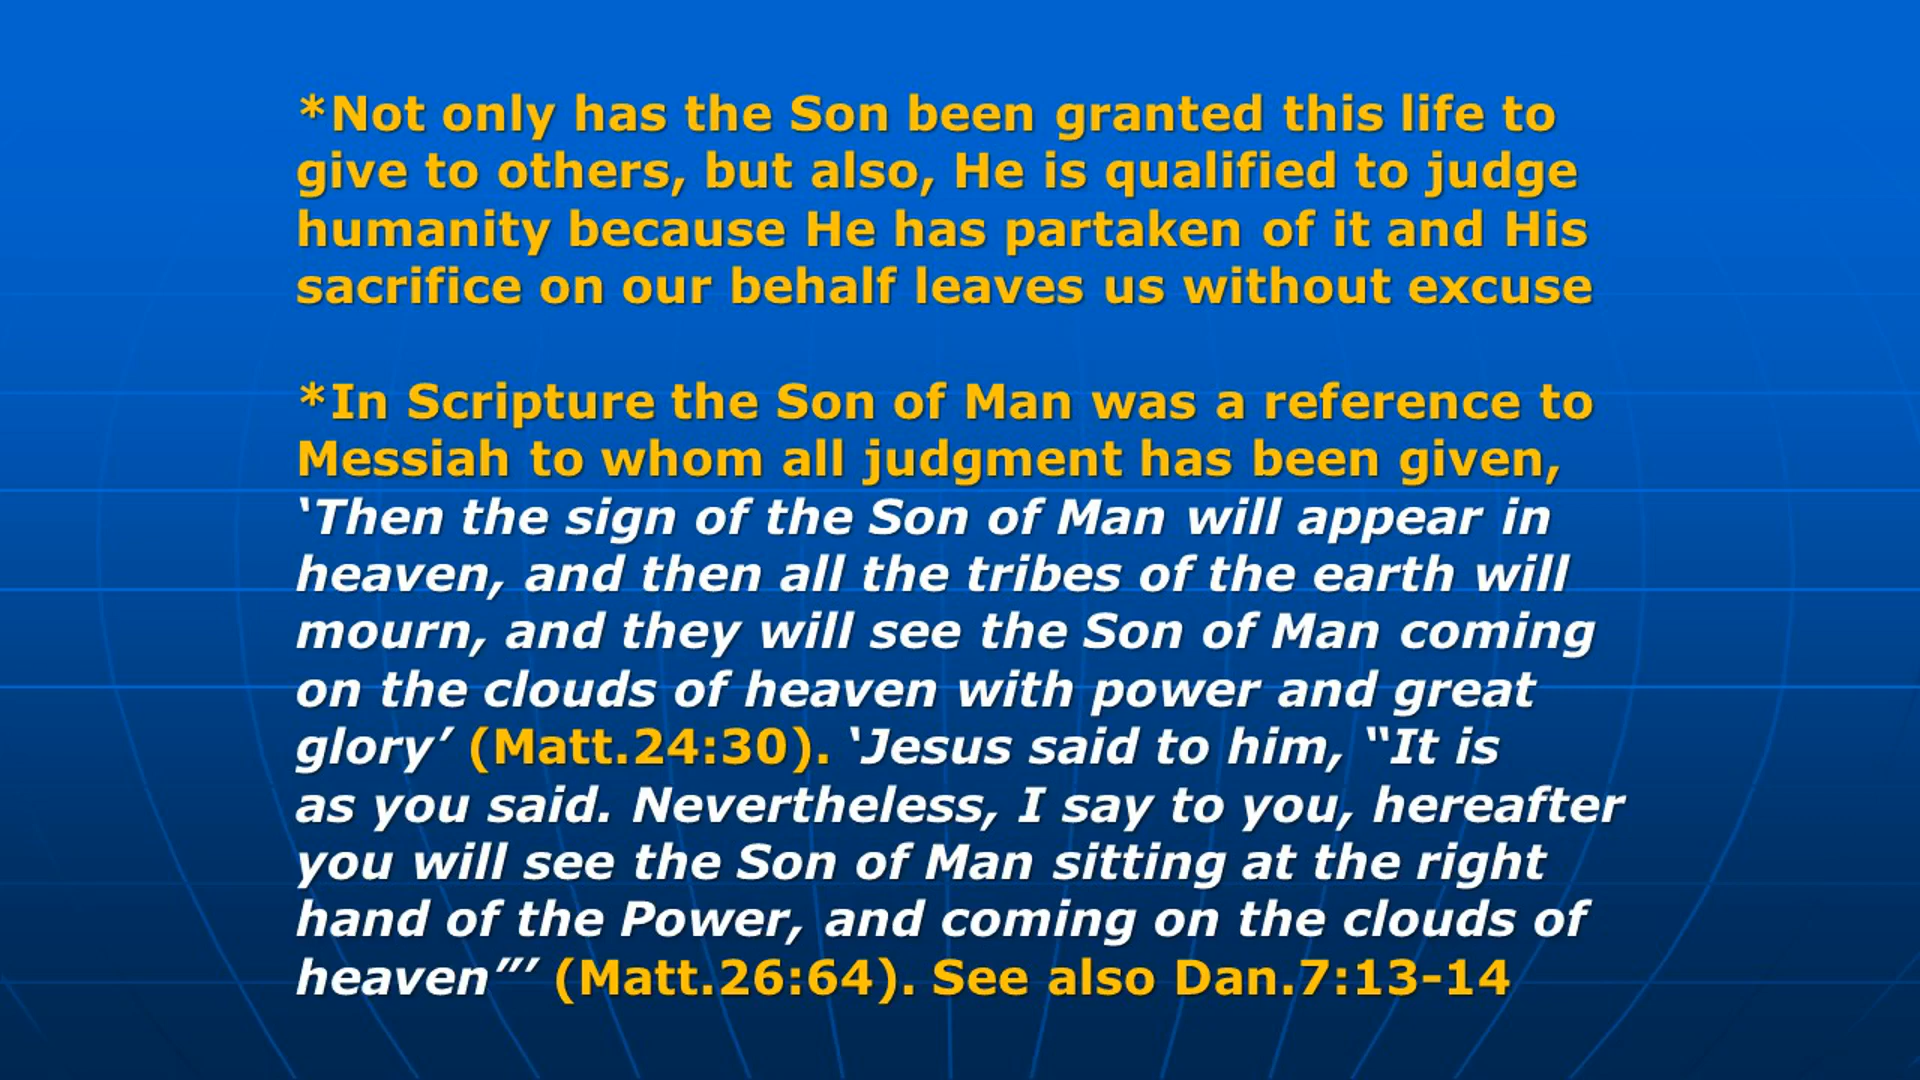 *Not only has the Son been granted this life to
give to others, but also, He is qualified to judge
humanity because He has partaken of it and His
sacrifice on our behalf leaves us without excuse
*In Scripture the Son of Man was a reference to
Messiah to whom all judgment has been given,
‘Then the sign of the Son of Man will appear in
heaven, and then all the tribes of the earth will
mourn, and they will see the Son of Man coming
on the clouds of heaven with power and great
glory’ (Matt.24:30). ‘Jesus said to him, “It is
as you said. Nevertheless, I say to you, hereafter
you will see the Son of Man sitting at the right
hand of the Power, and coming on the clouds of
heaven”’ (Matt.26:64). See also Dan.7:13-14